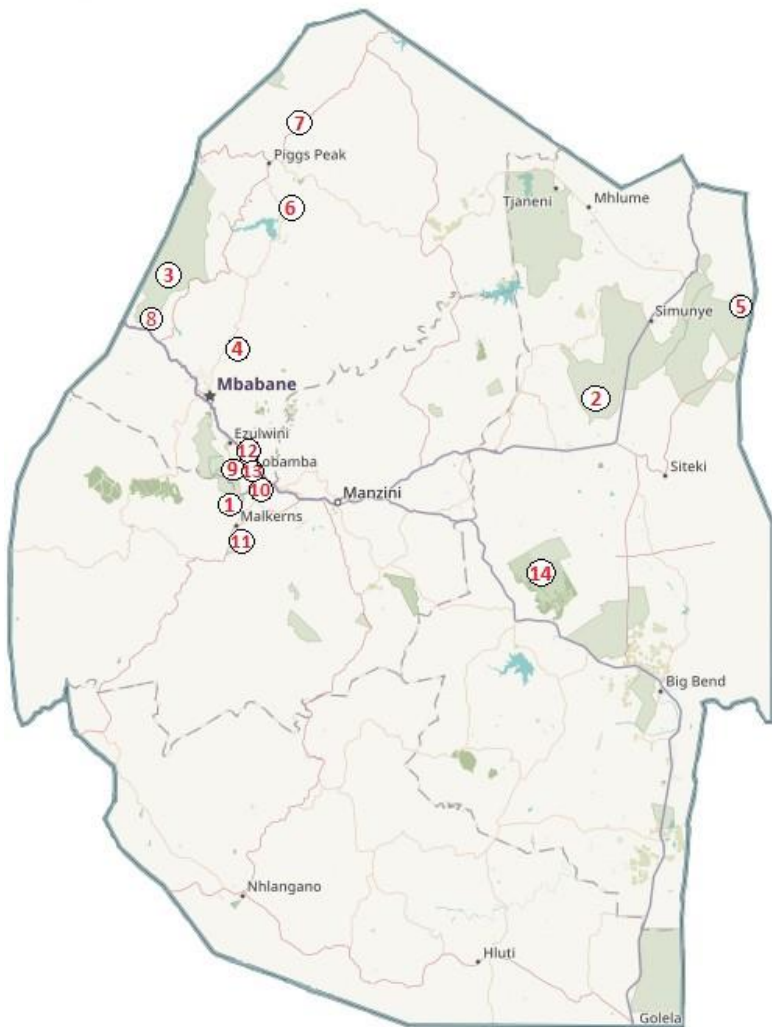 7
Piggs Peak
Tjaneni
Mhlume
6
3
5
8
Simunye
4
Mbabane
2
Ezulwini
12
9
13
obamba
Siteki
10
Manzini
1
Malkerns
11
14
Big Bend
Nhlangano
Hluti
Golela